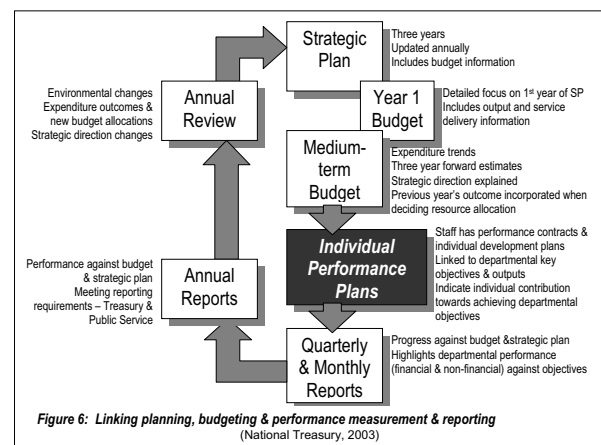 Strategic
Plan
Three years
Updated annually
Includes budget information
Year 1
Budget
Detailed focus on 1st year of SP
Includes output and service
delivery information
Medium-
term
Budget
Expenditure trends
Three year forward estimates
Strategic direction explained
Previous year's outcome incorporated when
deciding resource allocation
Individual
Performance
Plans
Staff has performance contracts &
individual development plans
Linked to departmental key
objectives & outputs
Indicate individual contribution
towards achieving departmental
objectives
Quarterly
& Monthly
Reports
Progress against budget &strategic plan
Highlights departmental performance
(financial & non-financial) against objectives
Annual
Reports
Performance against budget
& strategic plan
Meeting reporting
requirements – Treasury &
Public Service
Annual
Review
Environmental changes
Expenditure outcomes &
new budget allocations
Strategic direction changes
Figure 6: Linking planning, budgeting & performance measurement & reporting
(National Treasury, 2003)